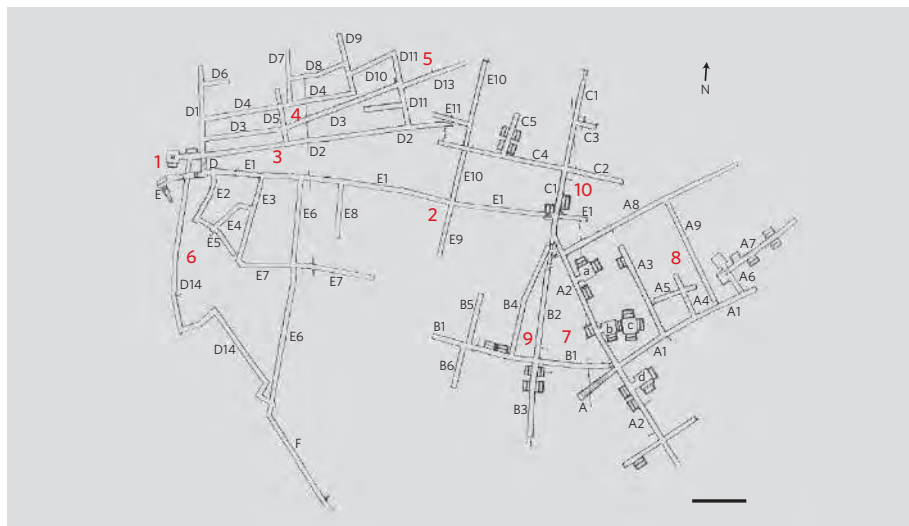 D9
D11
5
D7
D8
D6
D10
E10
D13
D4
D4
D1
D5
4
D11
E11
C1
N
D3
D3
C5
C3
D2
D2
3
1
D
E1
C4
C2
E
E2
E1
E10
C1
10
E3
E6
E8
2
E1
E1
A8
A9
E4
E5
E9
6
E7
E7
8
A7
A3
a
A6
D14
A2
A5
B5
B4
B2
A4
A1
b
c
B1
9
7
A1
D14
E6
B6
B1
d
A
B3
A2
F